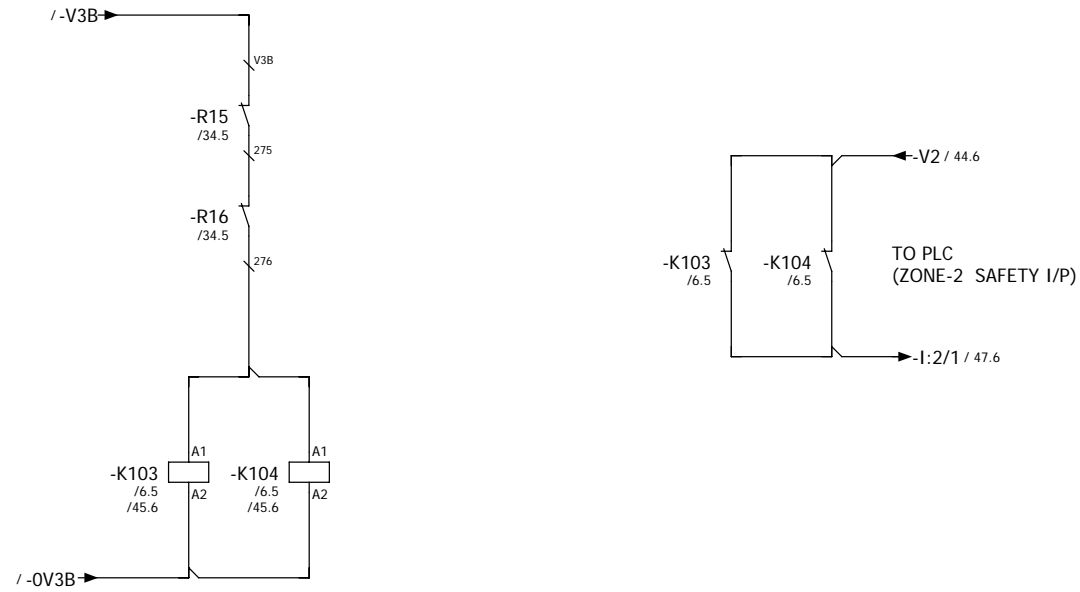 / -V3B
V3B
-R15
/34.5
275
-R16
/34.5
276
A1
A1
-K103
/6.5
/45.6
A2
-K104
/6.5
/45.6
A2
/ -0V3B
-V2 / 44.6
-K103
/6.5
-K104
/6.5
TO PLC
(ZONE-2 SAFETY I/P)
-I:2/1 / 47.6